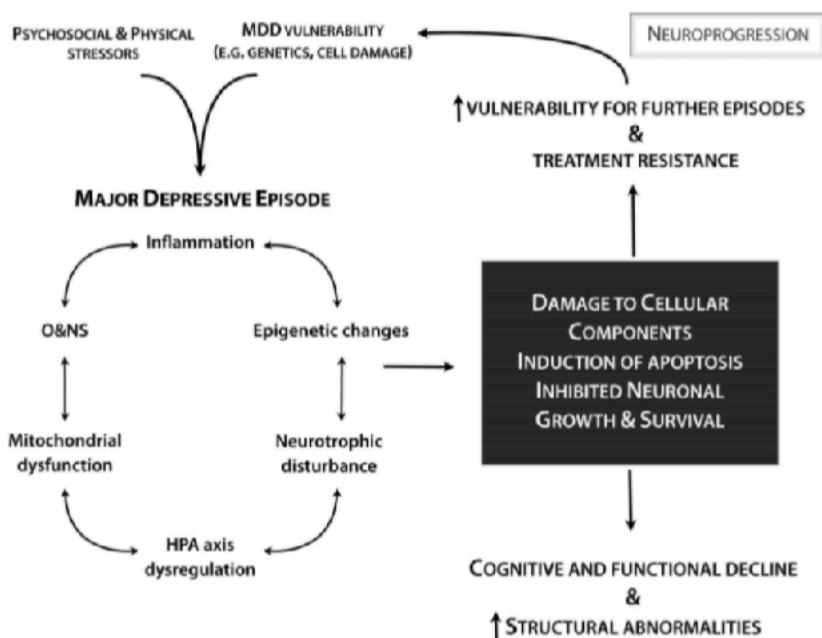 PSYCHOSOCIAL & PHYSICAL
STRESSORS
MDD VULNERABILITY
(E.G. GENETICS, CELL DAMAGE)
NEUROPROGRESSION
↑VULNERABILITY FOR FURTHER EPISODES
&
TREATMENT RESISTANCE
MAJOR DEPRESSIVE EPISODE
Inflammation
O&NS
Epigenetic changes
Mitochondrial
dysfunction
Neurotrophic
disturbance
HPA axis
dysregulation
DAMAGE TO CELLULAR
COMPONENTS
INDUCTION OF APOPTOSIS
INHIBITED NEURONAL
GROWTH & SURVIVAL
COGNITIVE AND FUNCTIONAL DECLINE
&
↑STRUCTURAL ABNORMALITIES